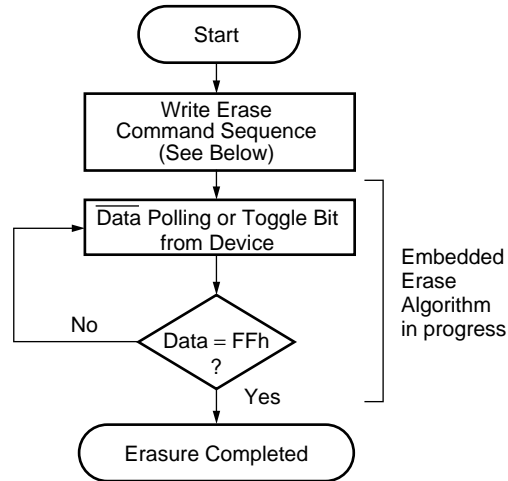 Start
Write Erase
Command Sequence
(See Below)
Data Polling or Toggle Bit
from Device
Embedded
Erase
Algorithm
in progress
No
Data = FFh
?
Yes
Erasure Completed